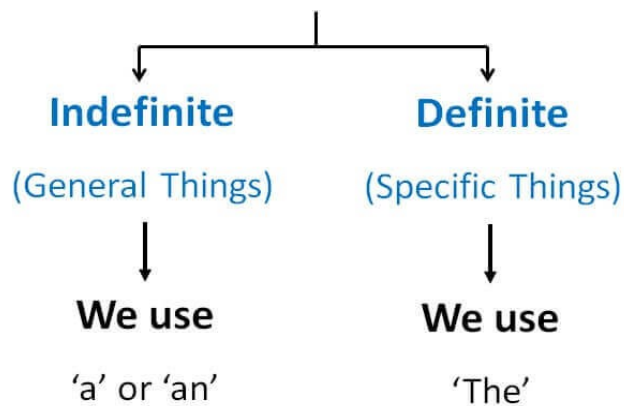 Indefinite
(General Things)
We use
‘a’ or ‘an’
Definite
(Specific Things)
We use
‘The’